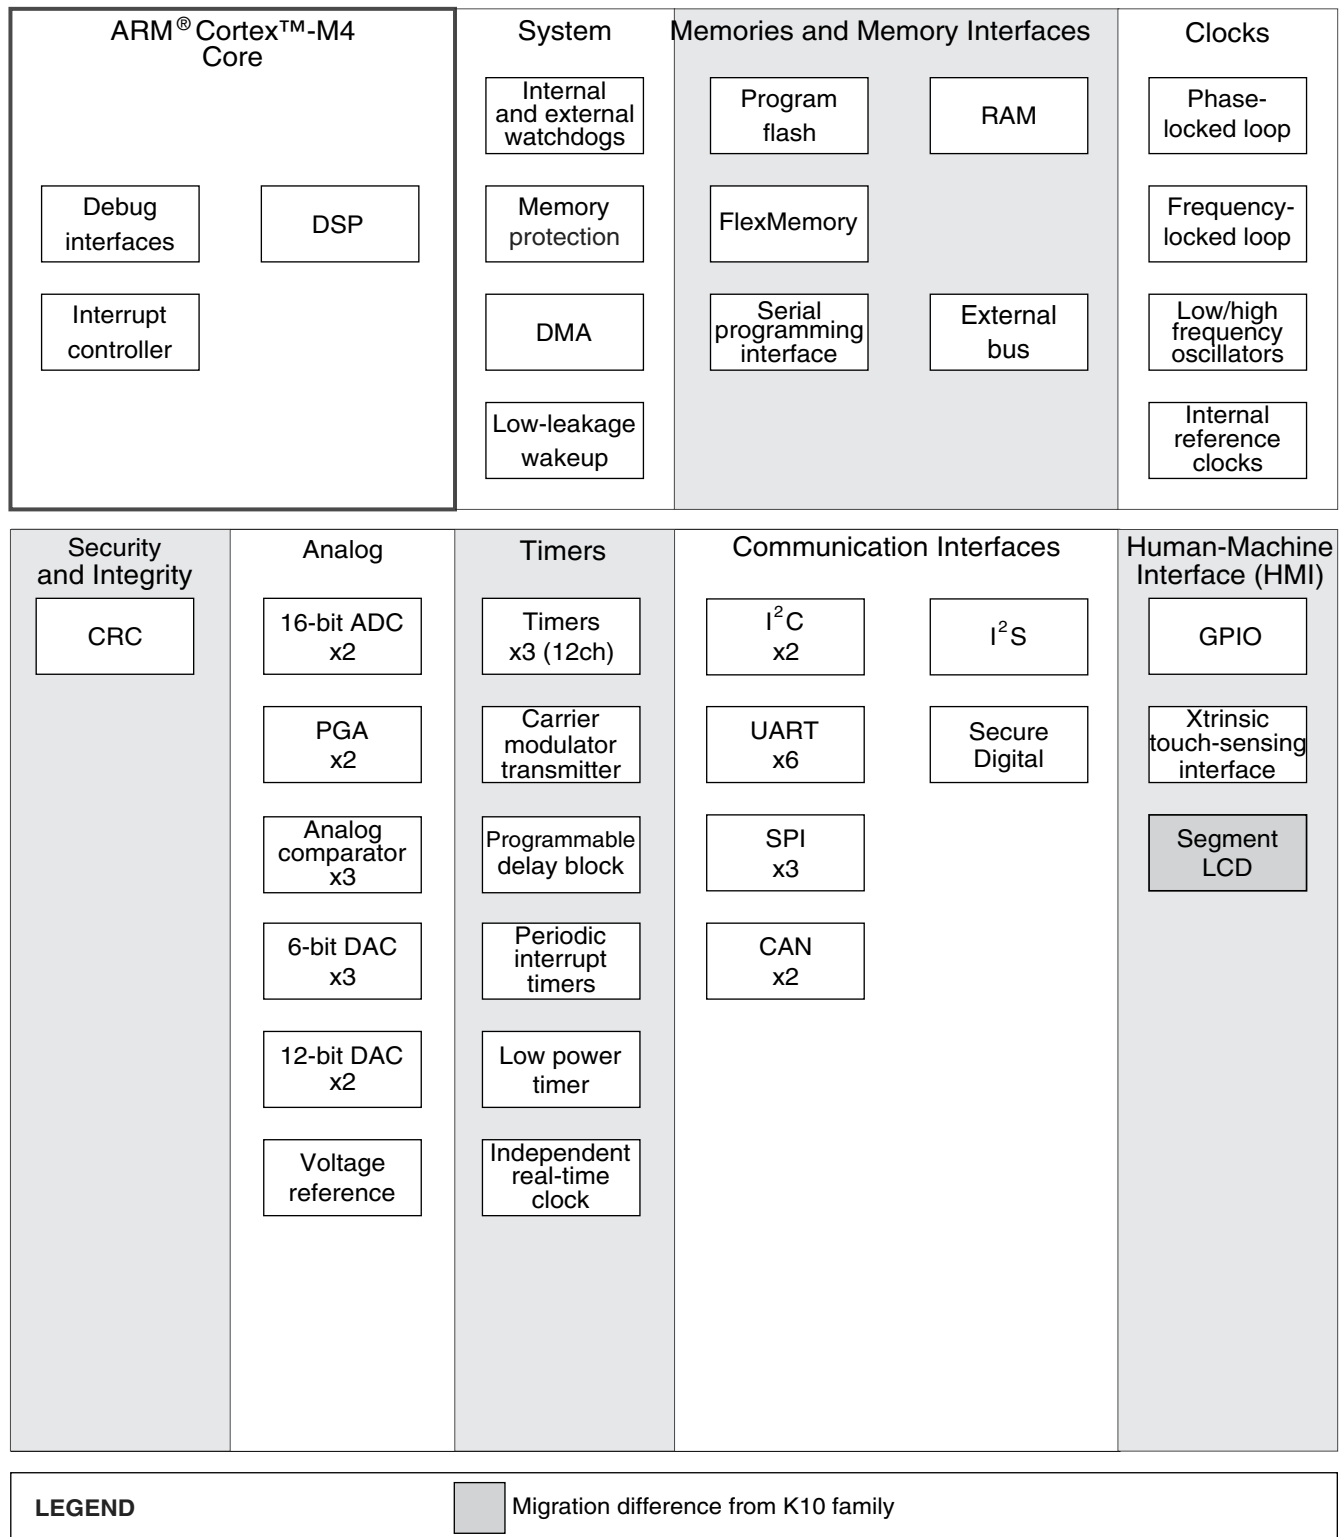 ARM® Cortex™-M4
Core
Debug
interfaces
DSP
Interrupt
controller
System
Internal
and external
watchdogs
Memory
protection
DMA
Low-leakage
wakeup
Memories and Memory Interfaces
Program
flash
RAM
FlexMemory
Serial
programming
interface
External
bus
Clocks
Phase-
locked loop
Frequency-
locked loop
Low/high
frequency
oscillators
Internal
reference
clocks
Security
and Integrity
CRC
Analog
16-bit ADC
x2
PGA
x2
Analog
comparator
x3
6-bit DAC
x3
12-bit DAC
x2
Voltage
reference
Timers
Timers
x3 (12ch)
Carrier
modulator
transmitter
Programmable
delay block
Periodic
interrupt
timers
Low power
timer
Independent
real-time
clock
Communication Interfaces
I²C
x2
I²S
UART
x6
Secure
Digital
SPI
x3
CAN
x2
Human-Machine
Interface (HMI)
GPIO
Xtrinsic
touch-sensing
interface
Segment
LCD
LEGEND
Migration difference from K10 family